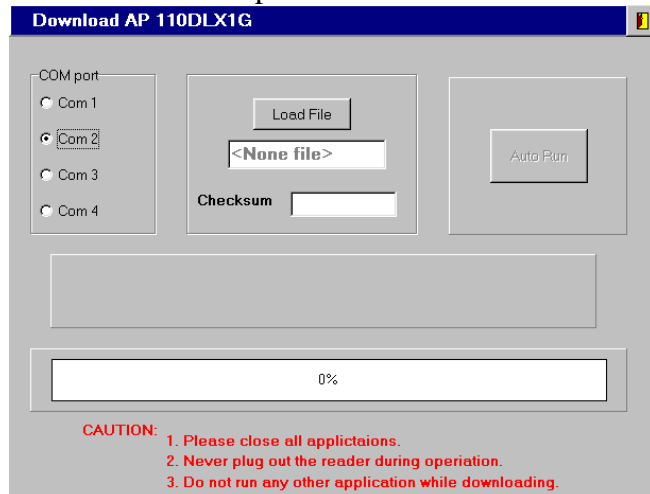 Download AP 110DLX1G
COM port
Com 1
Com 2
Com 3
Com 4
Load File
<None file>
Checksum
Auto Run
0%
CAUTION:
1. Please close all applictaions.
2. Never plug out the reader during operiation.
3. Do not run any other application while downloading.